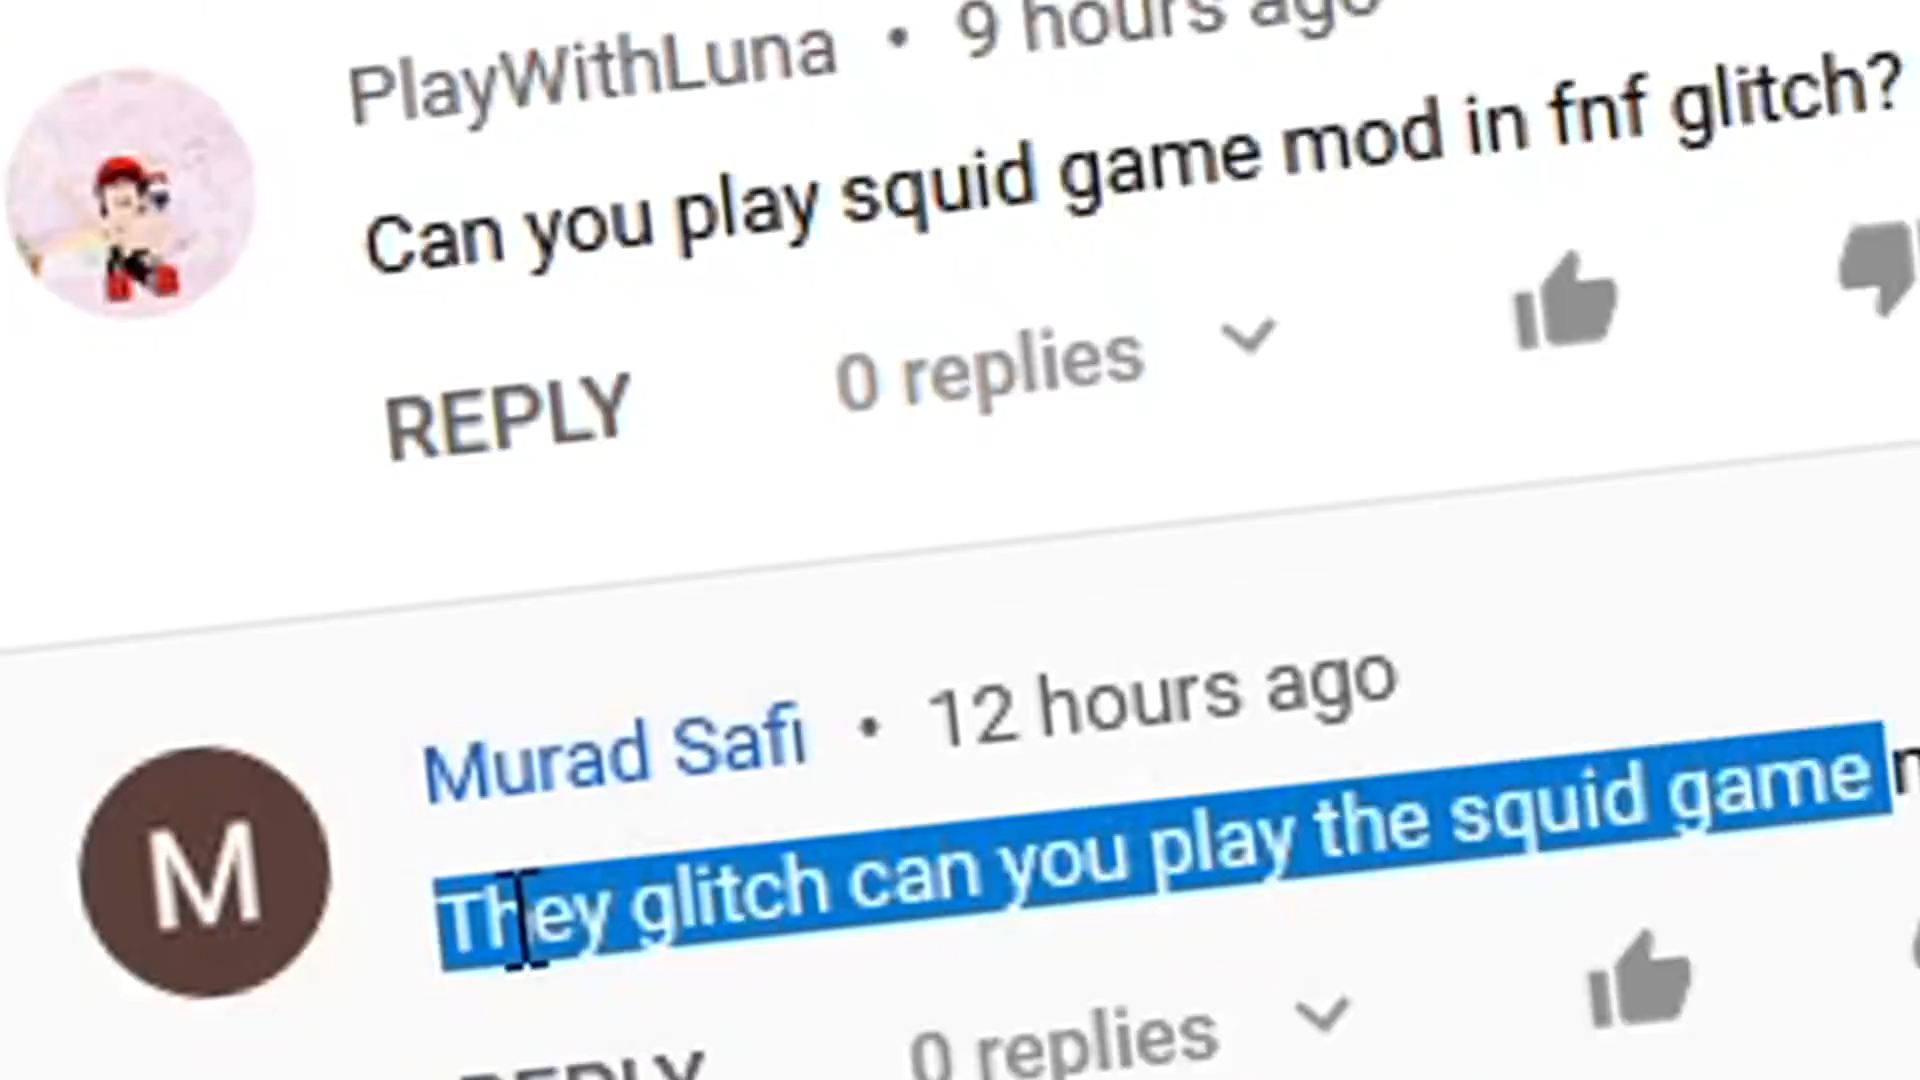 PlayWithLuna • 9 hours ago
Can you play squid game mod in fnf glitch?
REPLY 0 replies
M
Murad Safi • 12 hours ago
They glitch can you play the squid game
REPLY 0 replies